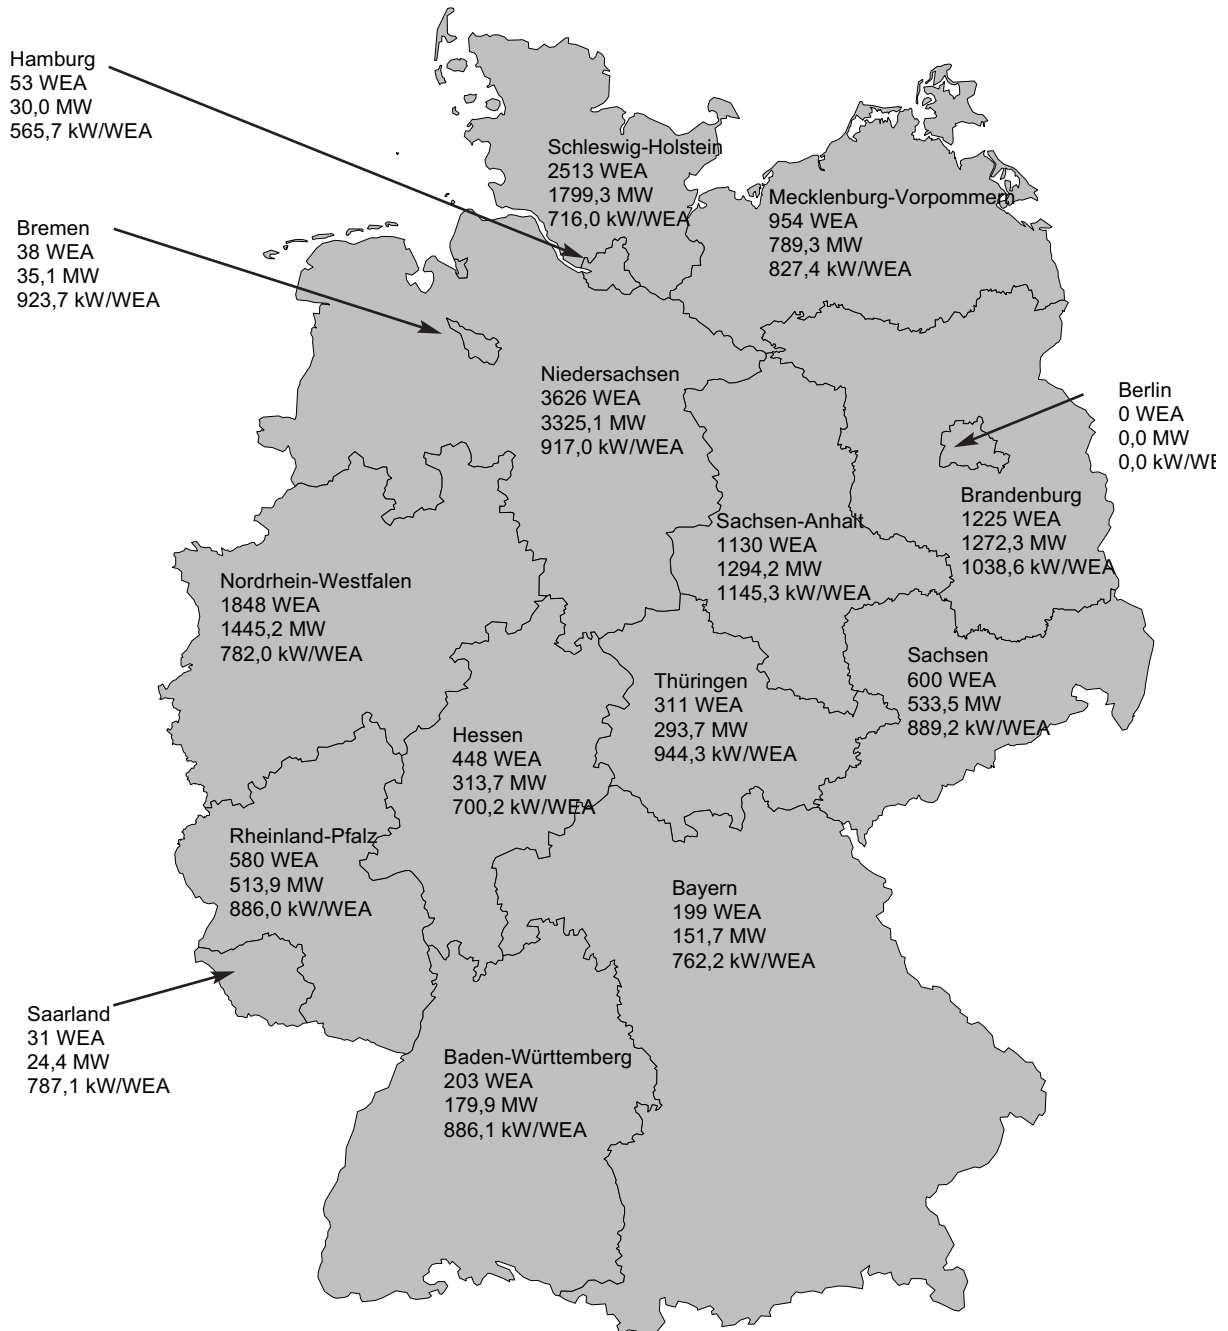 Hamburg
53 WEA
30,0 MW
565,7 kW/WEA
Schleswig-Holstein
2513 WEA
1799,3 MW
716,0 kW/WEA
Mecklenburg-Vorpommern
954 WEA
789,3 MW
827,4 kW/WEA
Bremen
38 WEA
35,1 MW
923,7 kW/WEA
Niedersachsen
3626 WEA
3325,1 MW
917,0 kW/WEA
Berlin
0 WEA
0,0 MW
0,0 kW/WE
Brandenburg
1225 WEA
1272,3 MW
1038,6 kW/WEA
Sachsen-Anhalt
1130 WEA
1294,2 MW
1145,3 kW/WEA
Nordrhein-Westfalen
1848 WEA
1445,2 MW
782,0 kW/WEA
Sachsen
600 WEA
533,5 MW
889,2 kW/WEA
Thüringen
311 WEA
293,7 MW
944,3 kW/WEA
Hessen
448 WEA
313,7 MW
700,2 kW/WEA
Rheinland-Pfalz
580 WEA
513,9 MW
886,0 kW/WEA
Bayern
199 WEA
151,7 MW
762,2 kW/WEA
Saarland
31 WEA
24,4 MW
787,1 kW/WEA
Baden-Württemberg
203 WEA
179,9 MW
886,1 kW/WEA